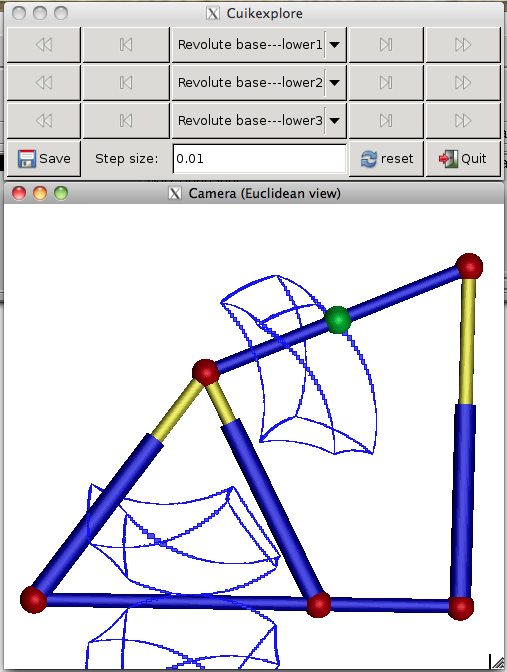 Cuikexplore
Revolute base---lower1
Revolute base---lower2
Revolute base---lower3
Save Step size: 0.01 reset Quit
Camera (Euclidean view)